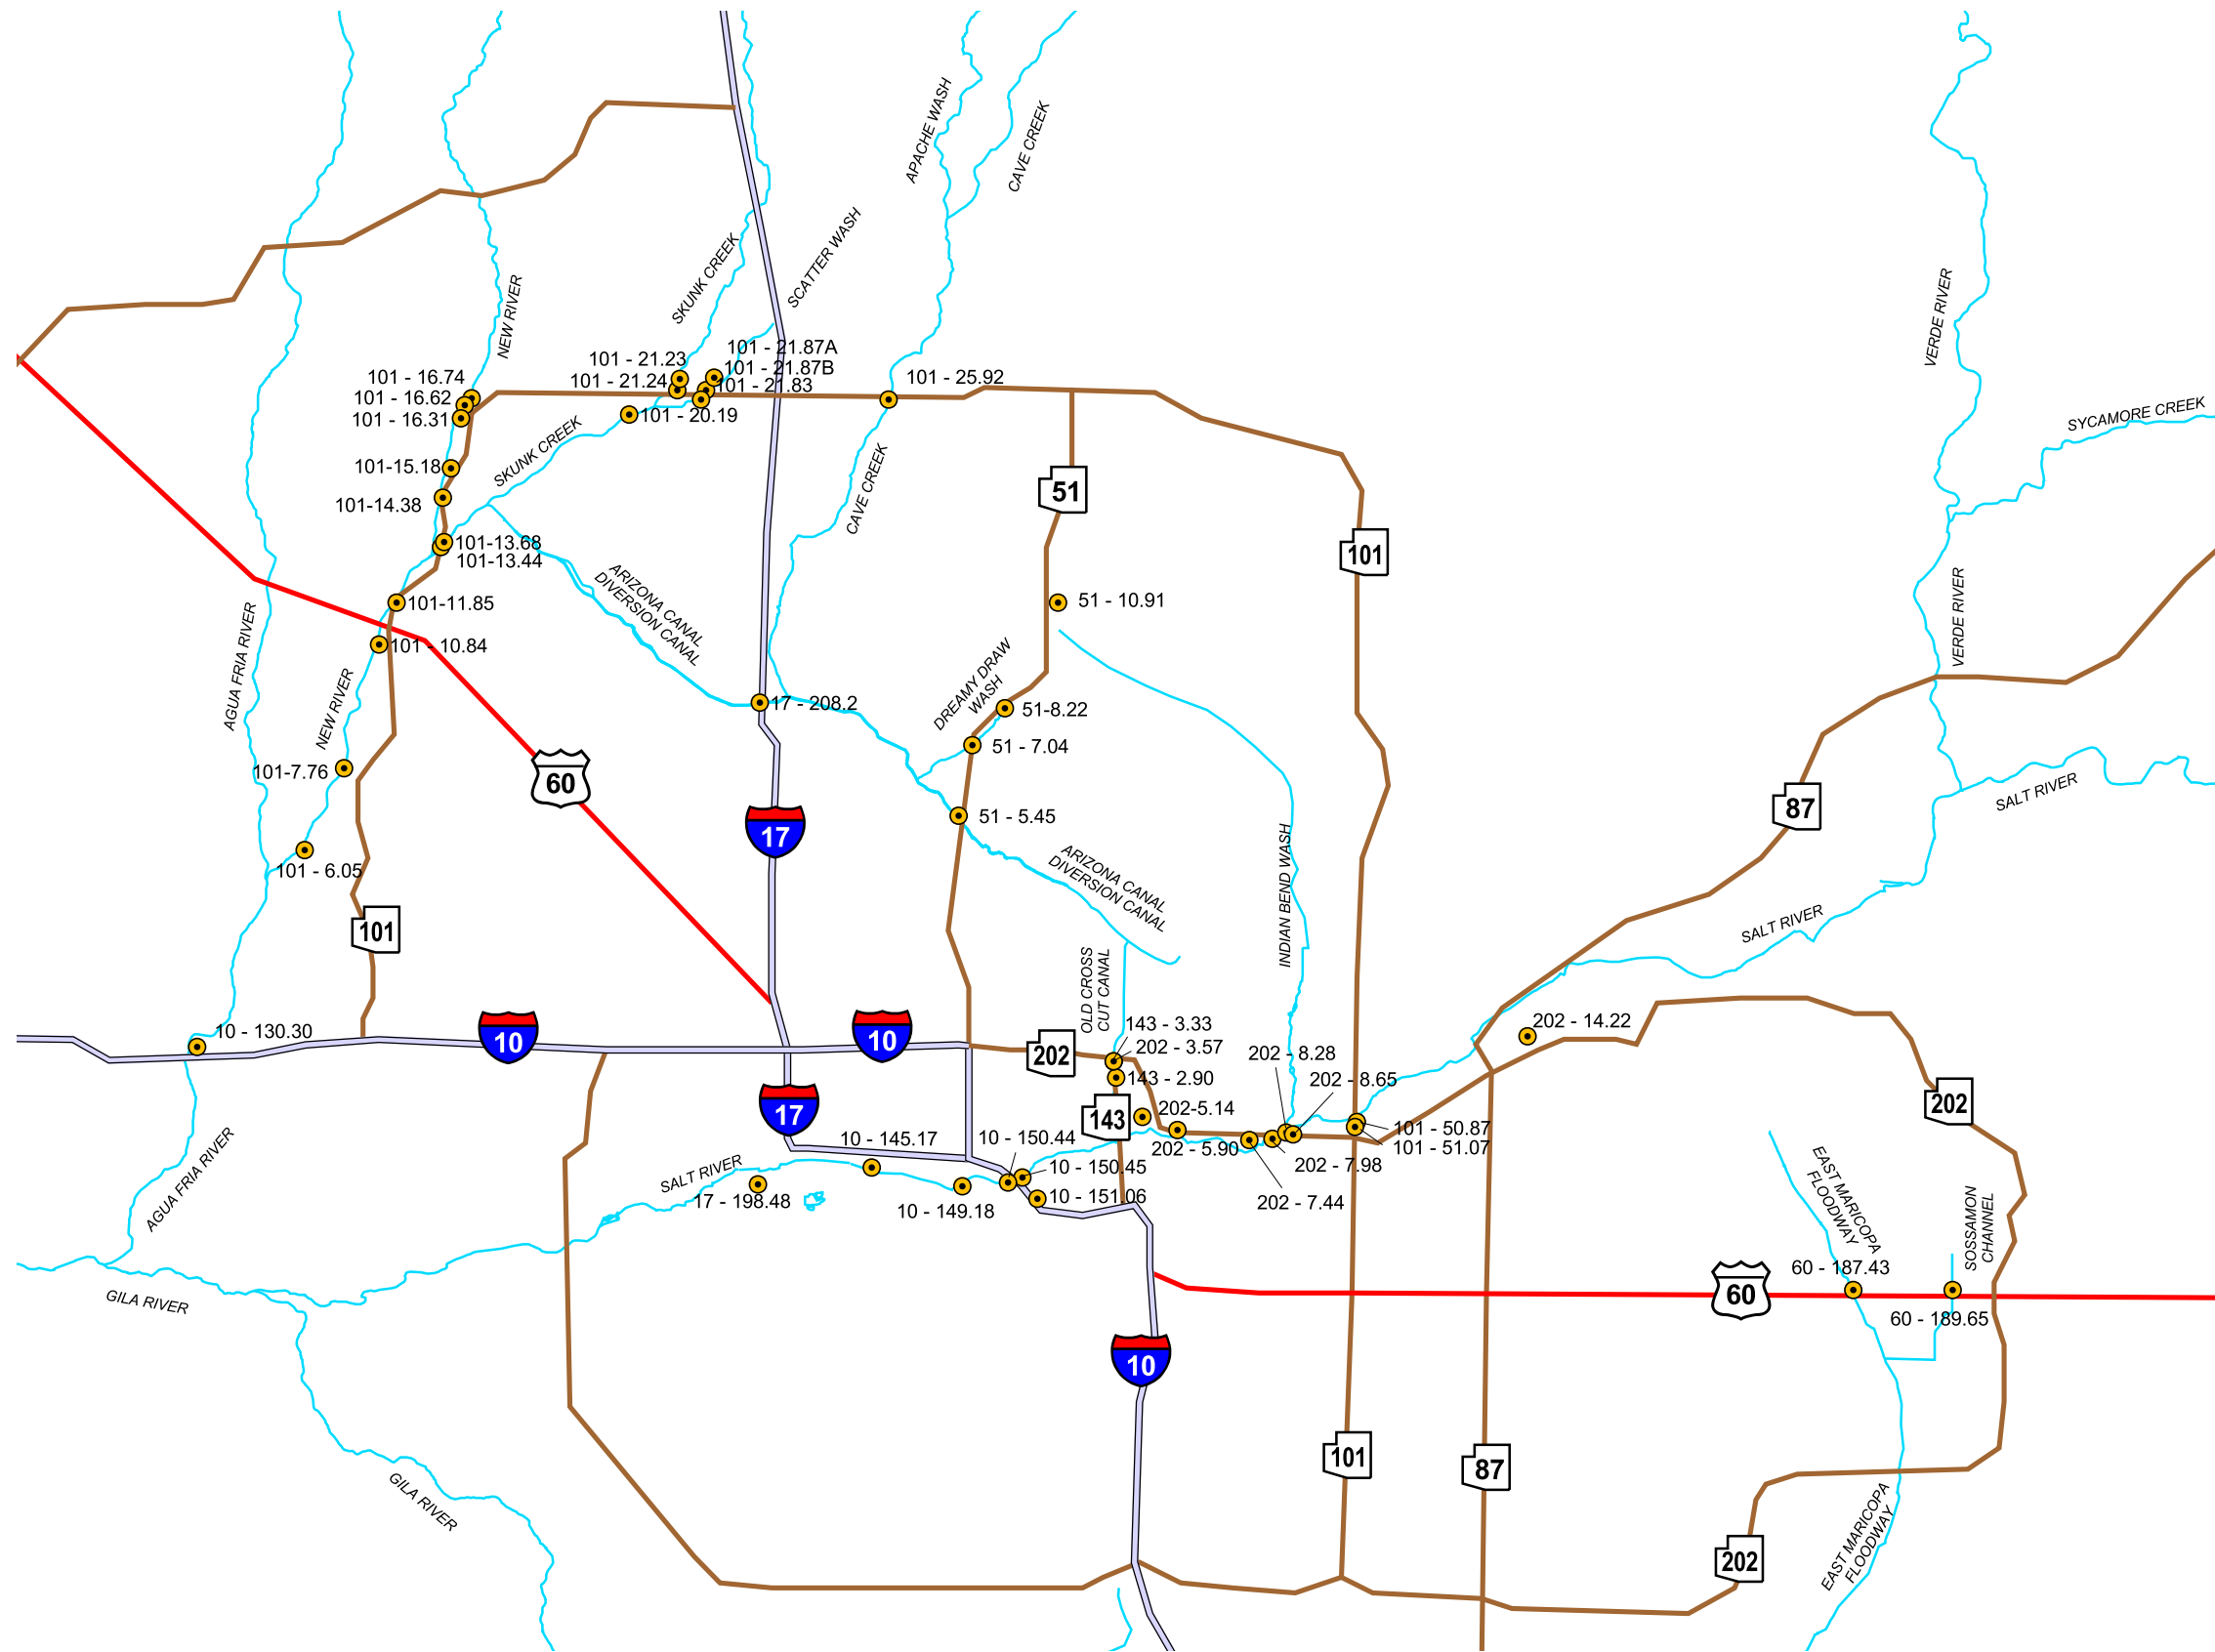 APACHE WASH
CAVE CREEK
SKUNK CREEK
SCATTER WASH
NEW RIVER
VERDE RIVER
101 - 21.87A
101 - 21.23
101 - 21.87B
101 - 16.74
101 - 21.24
101 - 21.83
101 - 25.92
101 - 16.62
101 - 16.31
101 - 20.19
SYCAMORE CREEK
SKUNK CREEK
101-15.18
CAVE CREEK
51
101-14.38
101-13.68
101-13.44
101
ARIZONA CANAL
DIVERSION CANAL
101-11.85
51 - 10.91
AGUA FRIA RIVER
VERDE RIVER
101 - 10.84
NEW RIVER
DREAMY DRAW
WASH
17 - 208.2
51-8.22
51 - 7.04
101-7.76
60
SALT RIVER
87
17
51 - 5.45
101 - 6.05
ARIZONA CANAL
DIVERSION CANAL
INDIAN BEND WASH
101
SALT RIVER
OLD CROSS
CUT CANAL
10 - 130.30
10
10
143 - 3.33
202 - 14.22
202
202 - 3.57
202 - 8.28
143 - 2.90
202 - 8.65
17
143
202-5.14
202
101 - 50.87
10 - 145.17
10 - 150.44
202 - 5.90
101 - 51.07
AGUA FRIA RIVER
SALT RIVER
10 - 150.45
202 - 7.98
17 - 198.48
10 - 151.06
202 - 7.44
10 - 149.18
EAST MARICOPA
FLOODWAY
SOSSAMON
CHANNEL
60 - 187.43
GILA RIVER
60
60 - 189.65
10
101
87
GILA RIVER
EAST MARICOPA
FLOODWAY
202